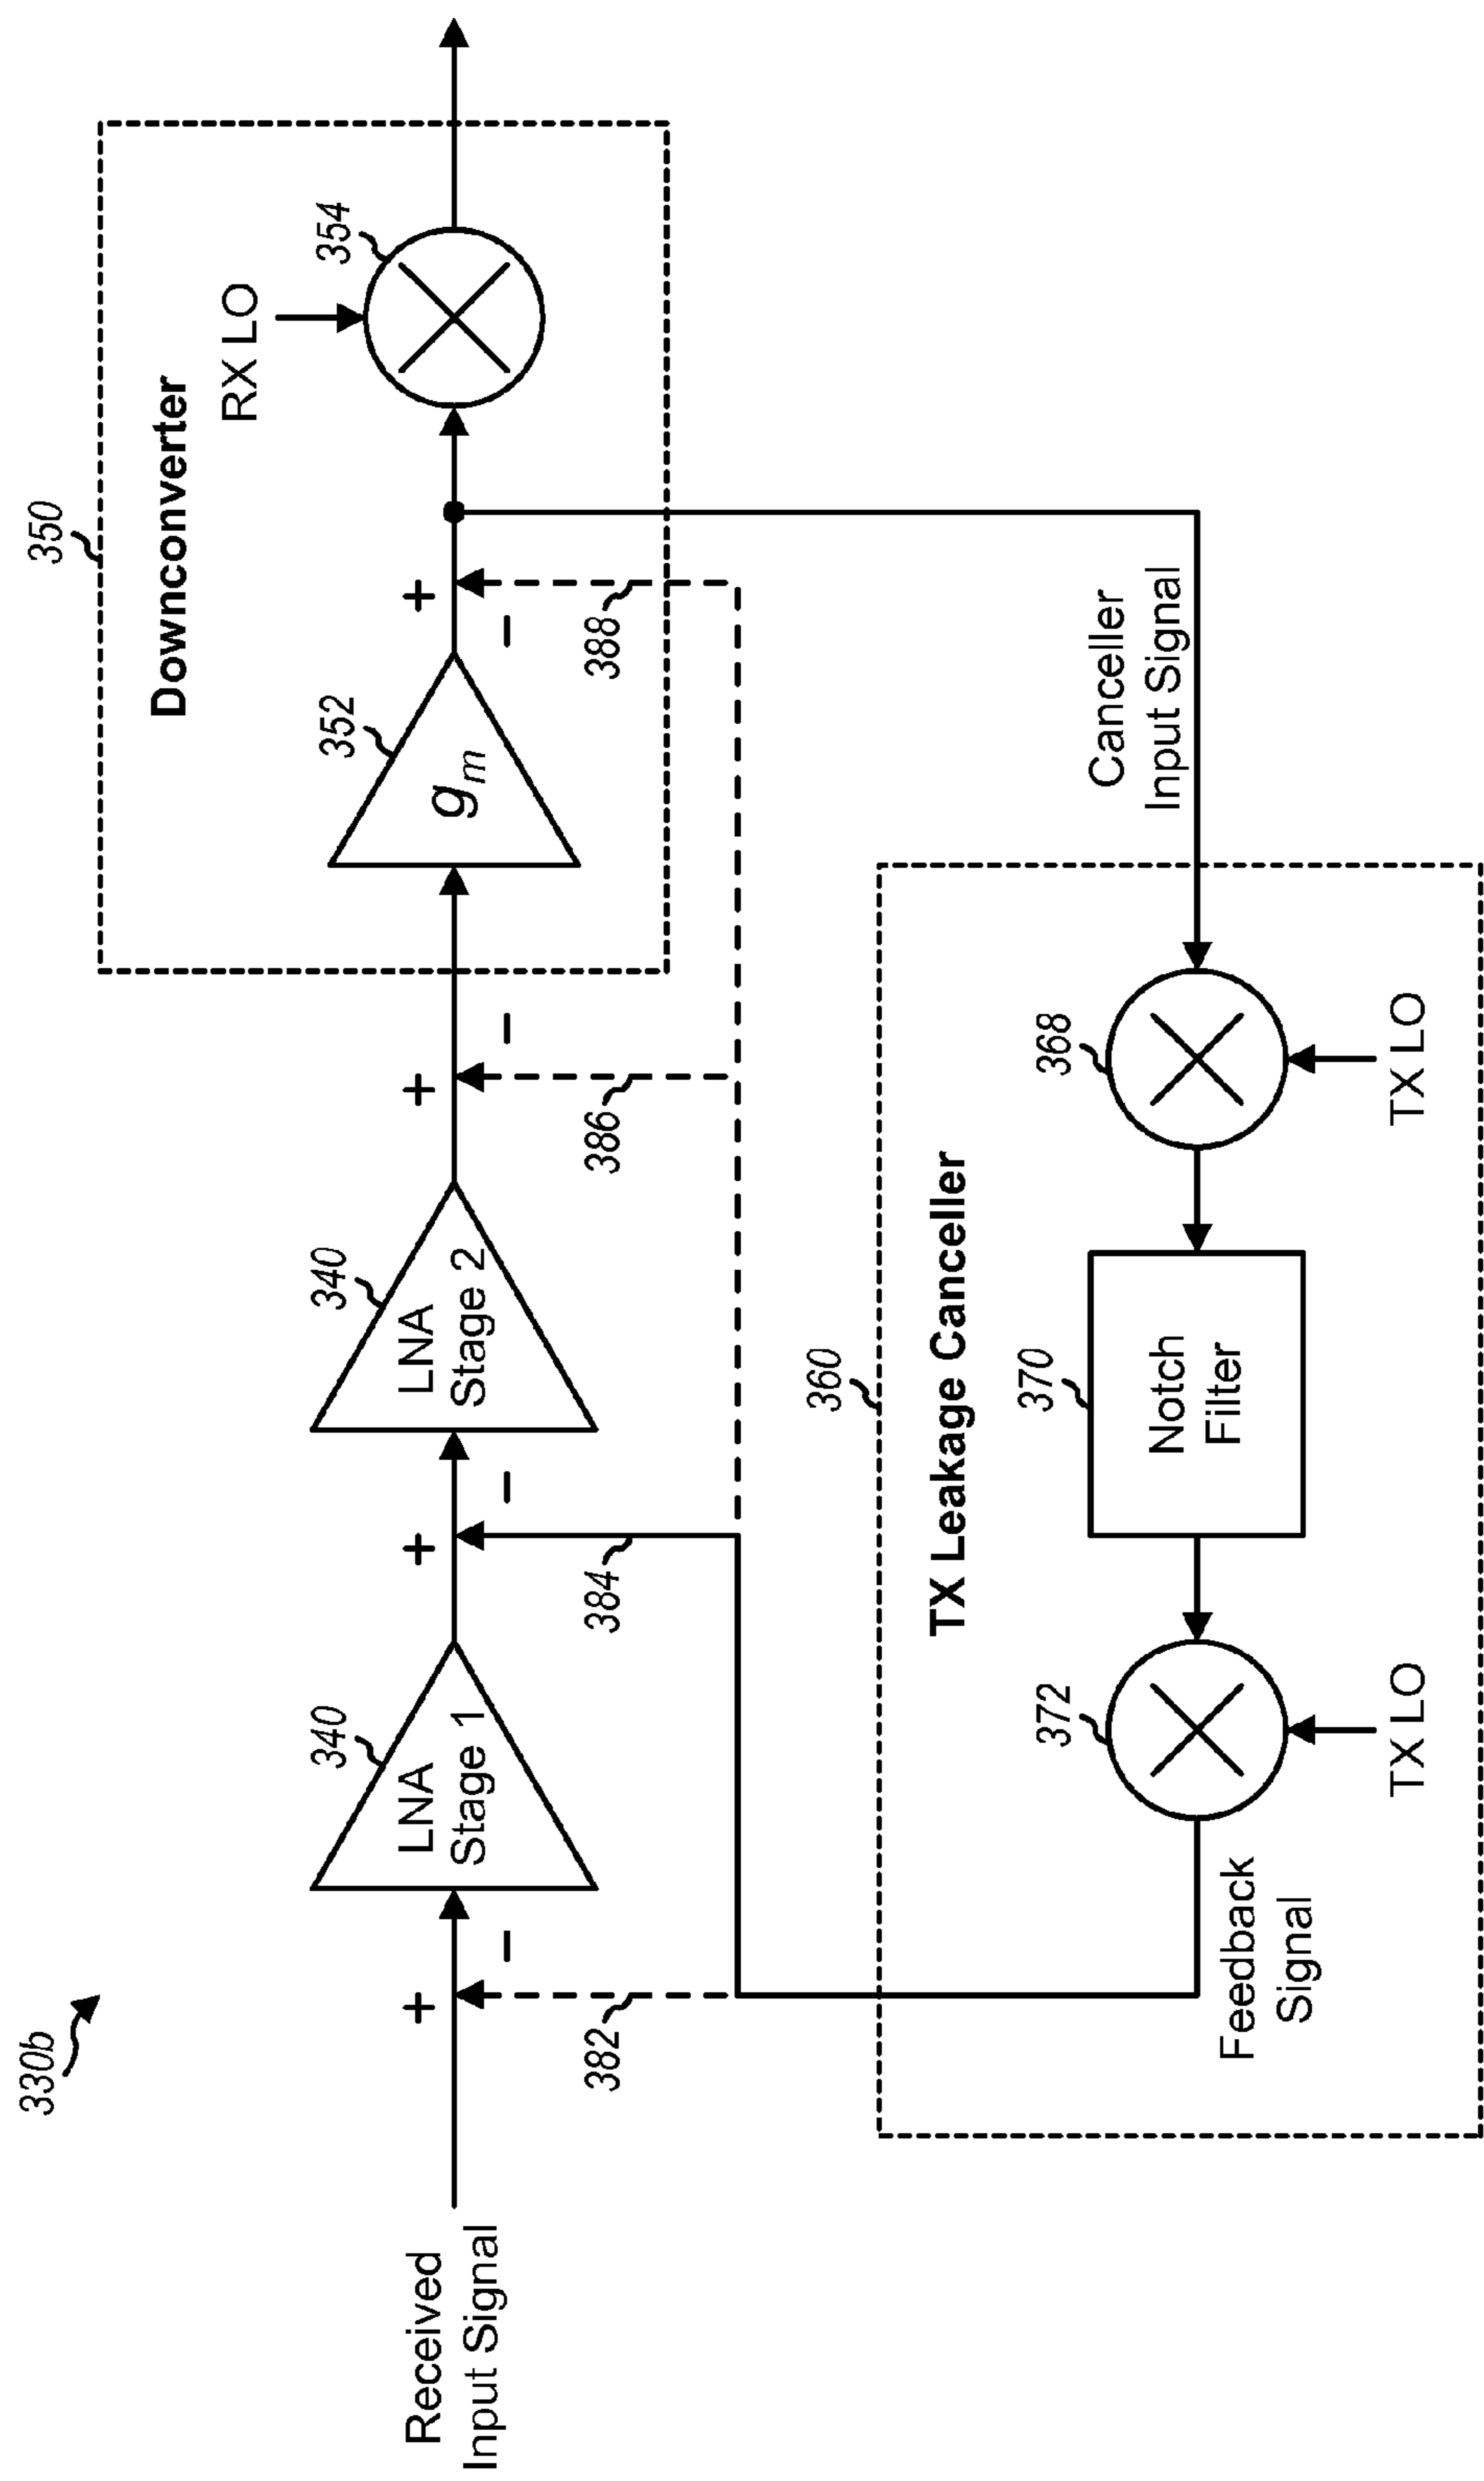 330b
350
Downconverter
RX LO
354
352
gm
+
−
388
+
−
386
340
LNA
Stage 2
+
−
384
340
LNA
Stage 1
+
−
382
Received
Input Signal
Canceller
Input Signal
360
TX Leakage Canceller
368
TX LO
370
Notch
Filter
372
TX LO
Feedback
Signal